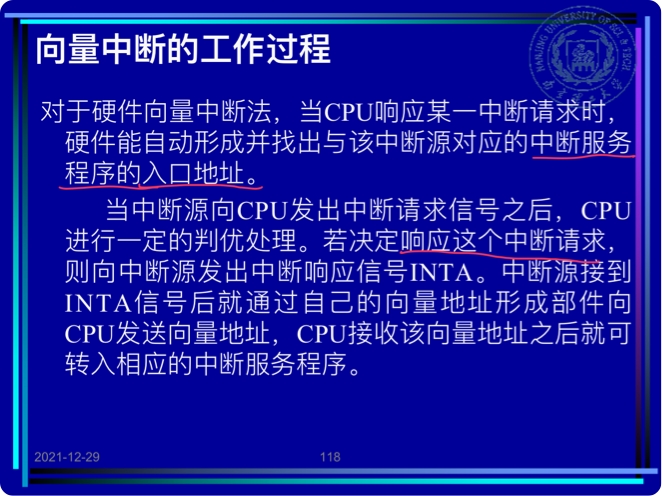 向量中断的工作过程
对于硬件向量中断法，当CPU响应某一中断请求时，
硬件能自动形成并找出与该中断源对应的中断服务
程序的入口地址。
当中断源向CPU发出中断请求信号之后，CPU
进行一定的判优处理。若决定响应这个中断请求，
则向中断源发出中断响应信号INTA。中断源接到
INTA信号后就通过自己的向量地址形成部件向
CPU发送向量地址，CPU接收该向量地址之后就可
转入相应的中断服务程序。
2021-12-29
118